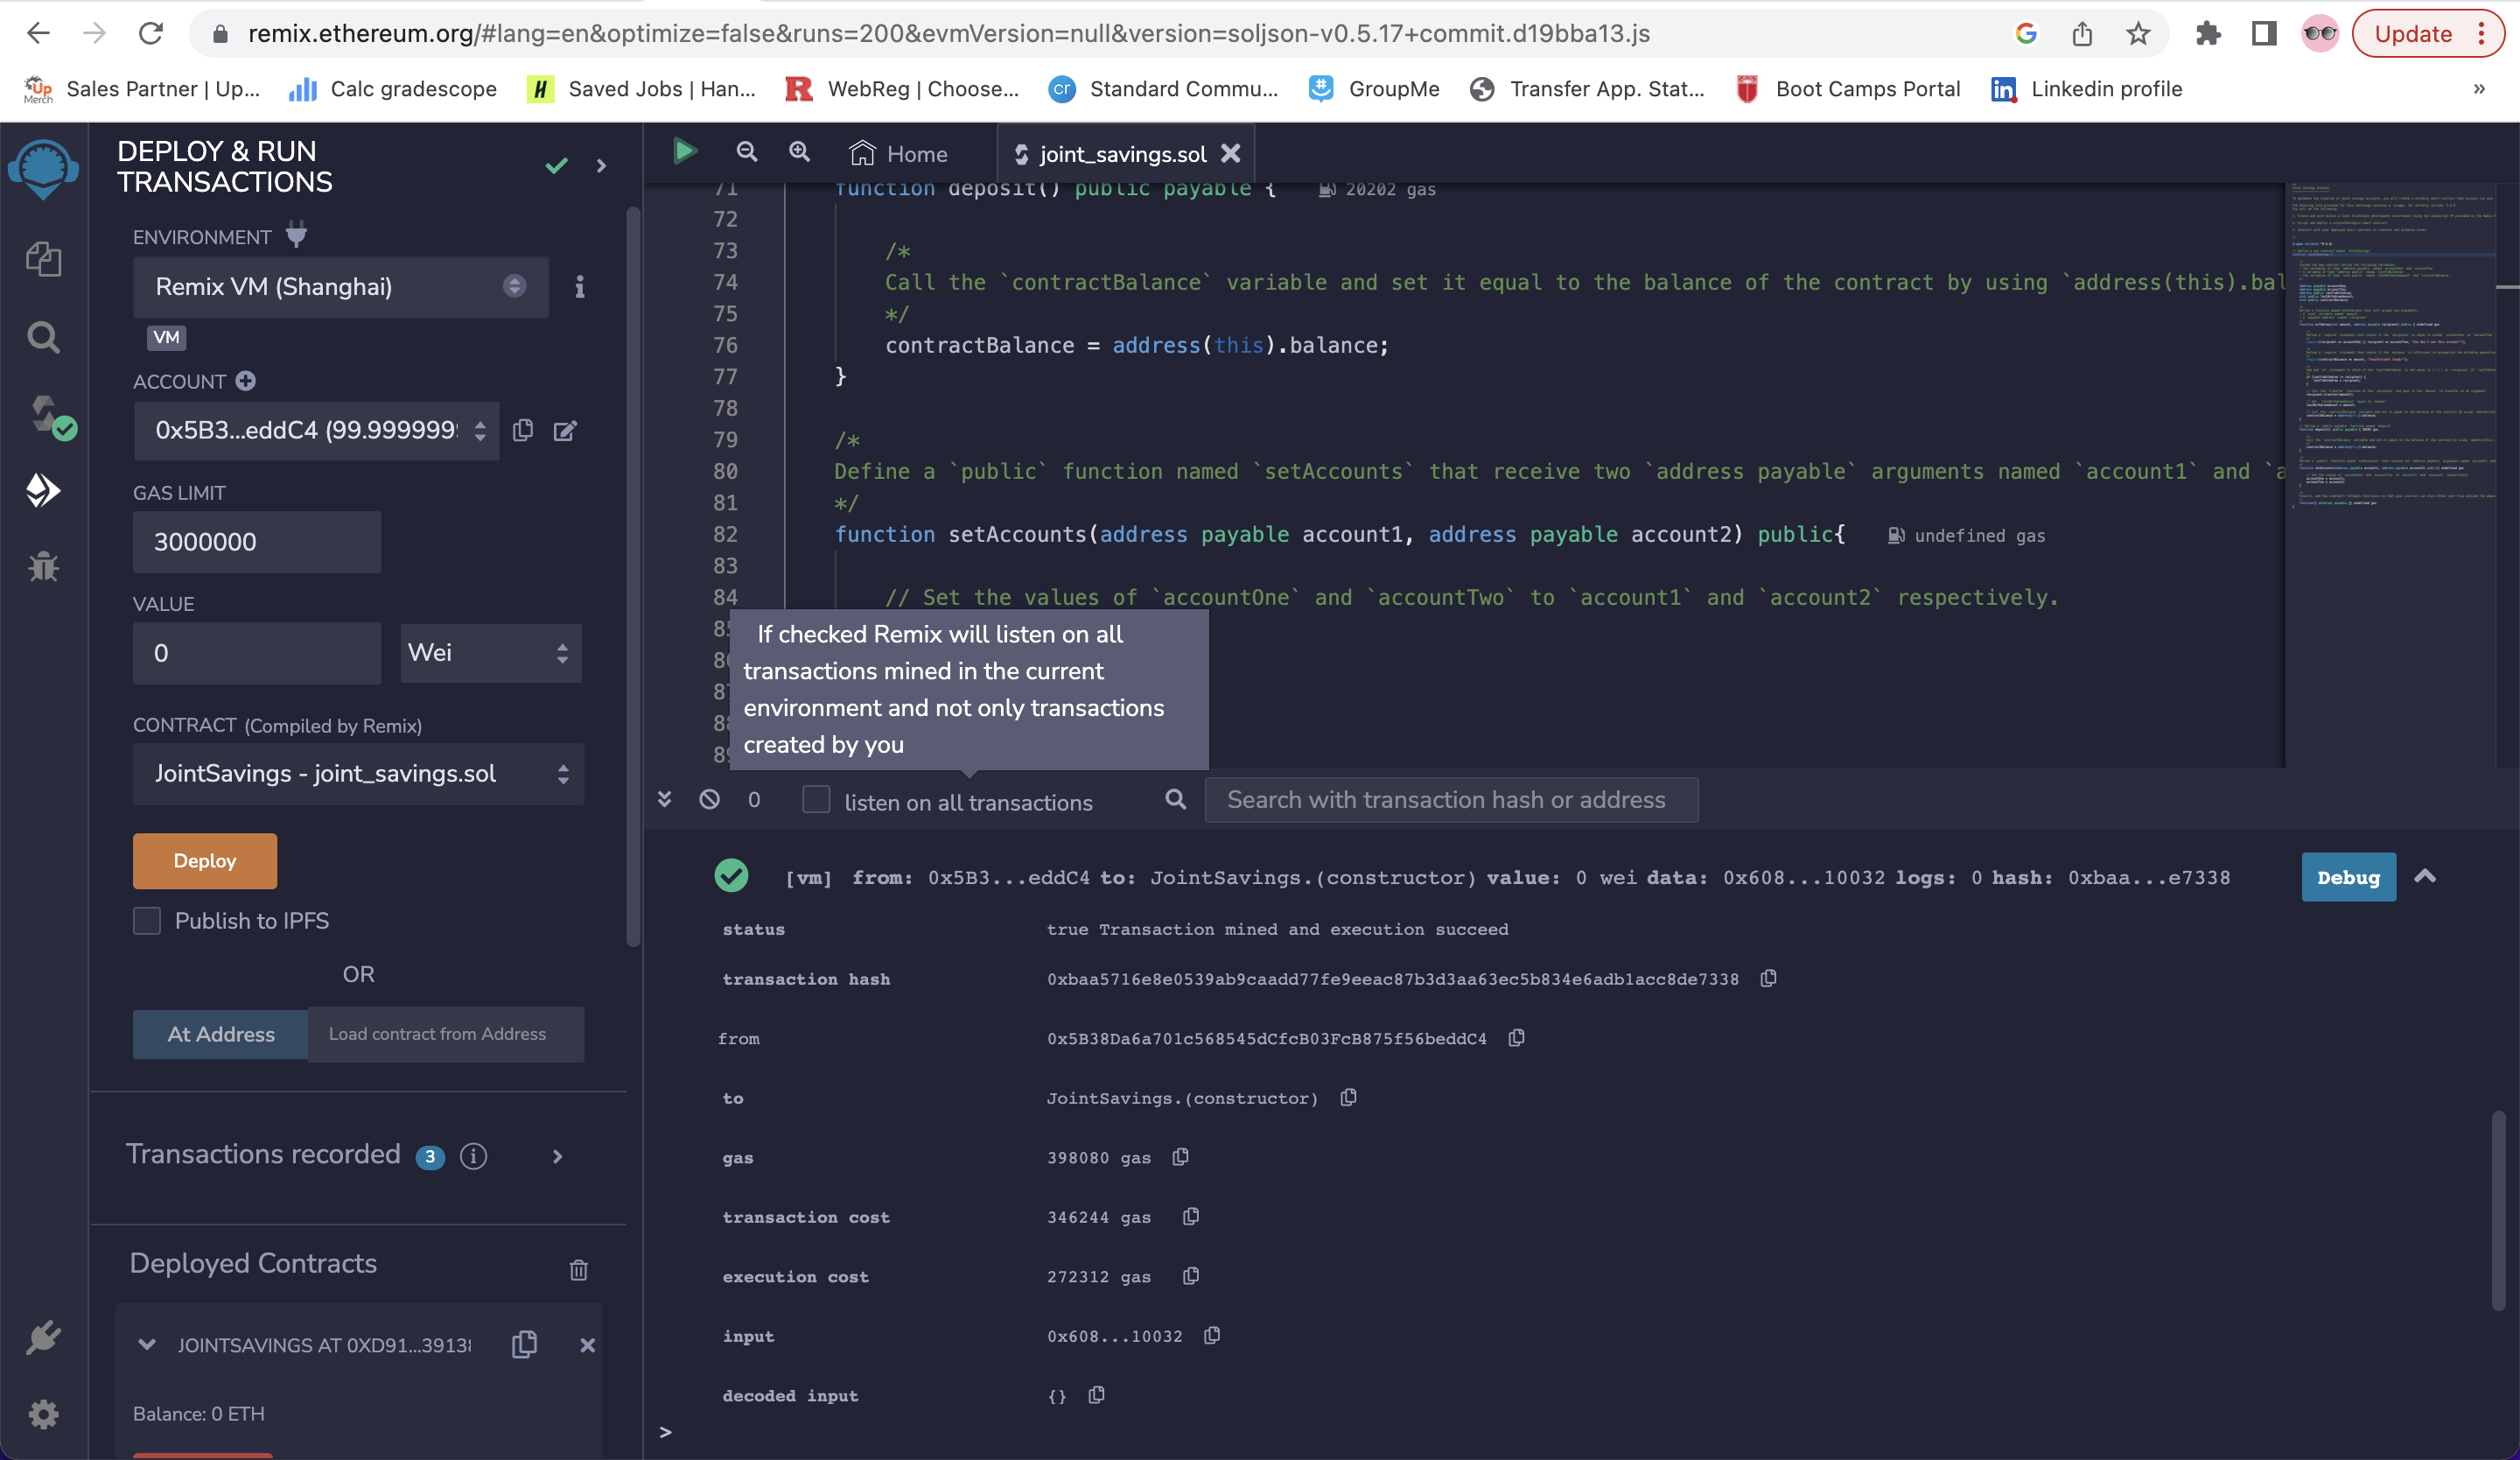 remix.ethereum.org/#lang=en&optimize=false&runs=200&evmVersion=null&version=soljson-v0.5.17+commit.d19bba13.js
Update
Up Merch
Sales Partner | Up...
Calc gradescope
H
Saved Jobs | Han...
R
WebReg | Choose...
cr
Standard Commu...
GroupMe
Transfer App. Stat...
Boot Camps Portal
in
Linkedin profile
»
DEPLOY & RUN
TRANSACTIONS
ENVIRONMENT
Remix VM (Shanghai)
VM
ACCOUNT
0x5B3...eddC4 (99.9999999
GAS LIMIT
3000000
VALUE
0
Wei
CONTRACT (Compiled by Remix)
JointSavings - joint_savings.sol
Deploy
Publish to IPFS
OR
At Address
Load contract from Address
Transactions recorded 3
Deployed Contracts
JOINTSAVINGS AT 0XD91...3913
Balance: 0 ETH
Home
joint_savings.sol
71 function deposit() public payable { 20202 gas
72
73 /*
74 Call the `contractBalance` variable and set it equal to the balance of the contract by using `address(this).bal
75 */
76 contractBalance = address(this).balance;
77 }
78
79 /*
80 Define a `public` function named `setAccounts` that receive two `address payable` arguments named `account1` and `a
81 */
82 function setAccounts(address payable account1, address payable account2) public{ undefined gas
83
84 // Set the values of `accountOne` and `accountTwo` to `account1` and `account2` respectively.
If checked Remix will listen on all
transactions mined in the current
environment and not only transactions
created by you
0
listen on all transactions
Search with transaction hash or address
[vm] from: 0x5B3...eddC4 to: JointSavings.(constructor) value: 0 wei data: 0x608...10032 logs: 0 hash: 0xbaa...e7338
Debug
status true Transaction mined and execution succeed
transaction hash 0xbaa5716e8e0539ab9caadd77fe9eeac87b3d3aa63ec5b834e6adb1acc8de7338
from 0x5B38Da6a701c568545dCfcB03FcB875f56beddC4
to JointSavings.(constructor)
gas 398080 gas
transaction cost 346244 gas
execution cost 272312 gas
input 0x608...10032
decoded input {}
>